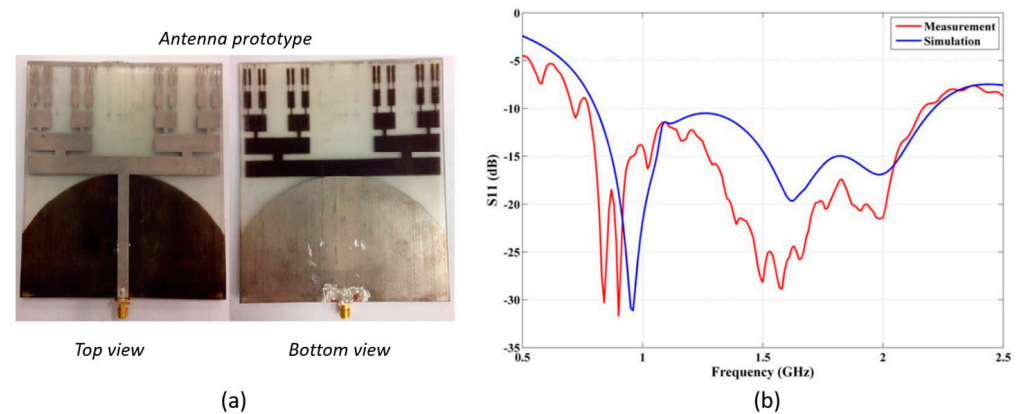 Antenna prototype
Top view
Bottom view
(a)
0
-5
-10
-15
-20
-25
-30
-35
S11 (dB)
Measurement
Simulation
0.5
1
1.5
2
2.5
Frequency (GHz)
(b)